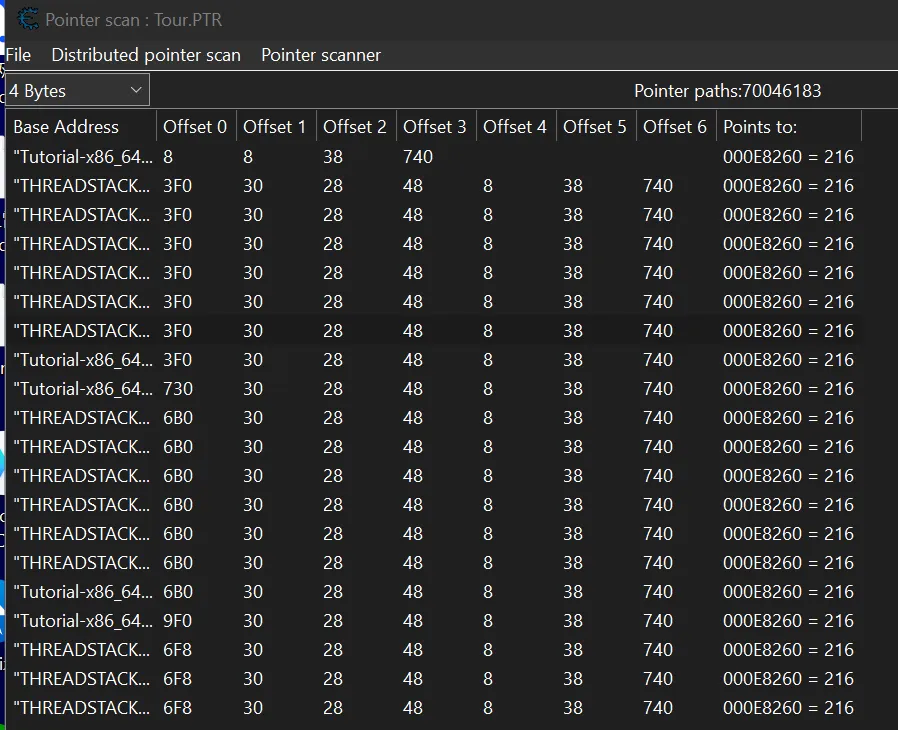 Pointer scan : Tour.PTR
File Distributed pointer scan Pointer scanner
4 Bytes Pointer paths:70046183
Base Address Offset 0 Offset 1 Offset 2 Offset 3 Offset 4 Offset 5 Offset 6 Points to:
"Tutorial-x86_64... 8 8 38 740 000E8260 = 216
"THREADSTACK... 3F0 30 28 48 8 38 740 000E8260 = 216
"THREADSTACK... 3F0 30 28 48 8 38 740 000E8260 = 216
"THREADSTACK... 3F0 30 28 48 8 38 740 000E8260 = 216
"THREADSTACK... 3F0 30 28 48 8 38 740 000E8260 = 216
"THREADSTACK... 3F0 30 28 48 8 38 740 000E8260 = 216
"THREADSTACK... 3F0 30 28 48 8 38 740 000E8260 = 216
"Tutorial-x86_64... 3F0 30 28 48 8 38 740 000E8260 = 216
"Tutorial-x86_64... 730 30 28 48 8 38 740 000E8260 = 216
"THREADSTACK... 6B0 30 28 48 8 38 740 000E8260 = 216
"THREADSTACK... 6B0 30 28 48 8 38 740 000E8260 = 216
"THREADSTACK... 6B0 30 28 48 8 38 740 000E8260 = 216
"THREADSTACK... 6B0 30 28 48 8 38 740 000E8260 = 216
"THREADSTACK... 6B0 30 28 48 8 38 740 000E8260 = 216
"THREADSTACK... 6B0 30 28 48 8 38 740 000E8260 = 216
"Tutorial-x86_64... 6B0 30 28 48 8 38 740 000E8260 = 216
"Tutorial-x86_64... 9F0 30 28 48 8 38 740 000E8260 = 216
"THREADSTACK... 6F8 30 28 48 8 38 740 000E8260 = 216
"THREADSTACK... 6F8 30 28 48 8 38 740 000E8260 = 216
"THREADSTACK... 6F8 30 28 48 8 38 740 000E8260 = 216